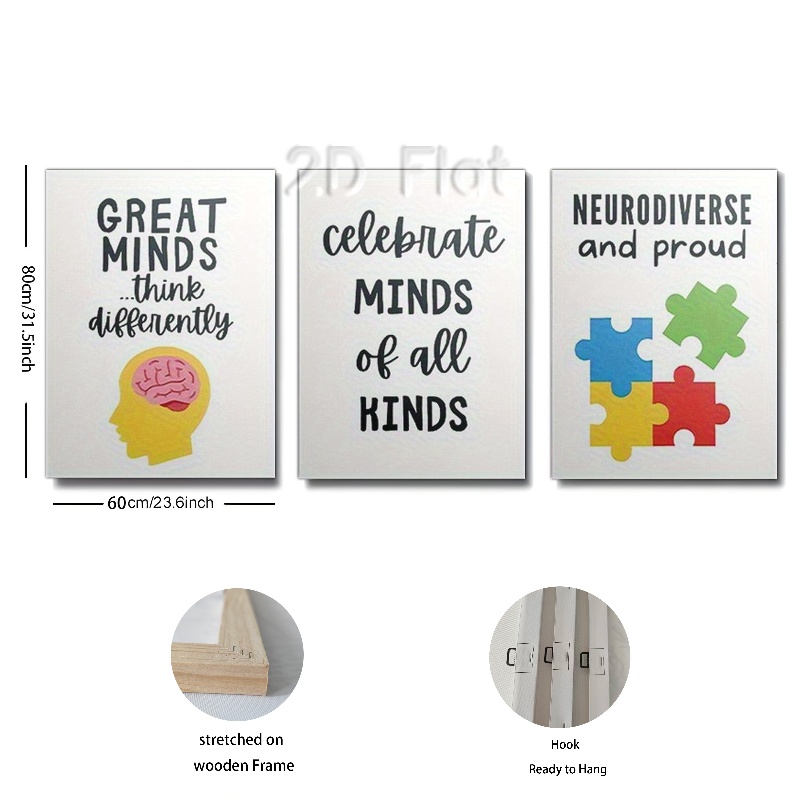 2D Flat
80cm/31.5inch
GREAT
MINDS
...think
differently
celebrate
MINDS
of all
KINDS
NEURODIVERSE
and proud
60cm/23.6inch
stretched on
wooden Frame
Hook
Ready to Hang